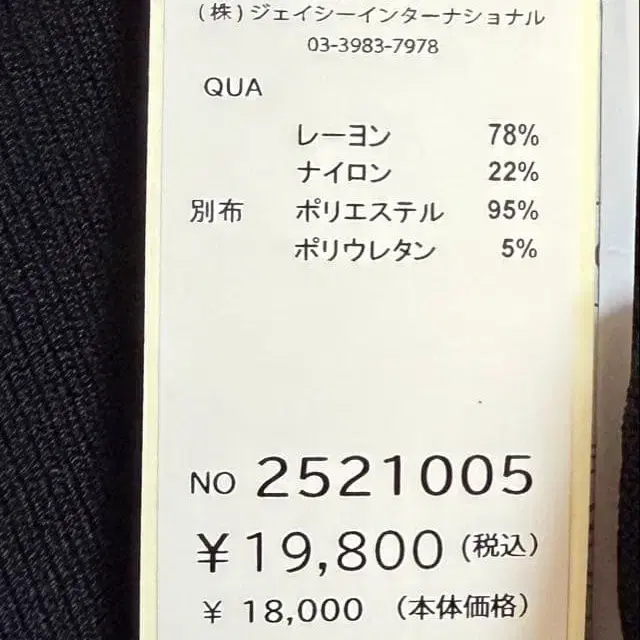 (株)ジェイシーインターナショナル
03-3983-7978
QUA
レーヨン 78%
ナイロン 22%
別布 ポリエステル 95%
ポリウレタン 5%
NO 2521005
¥19,800 (税込)
¥ 18,000 (本体価格)